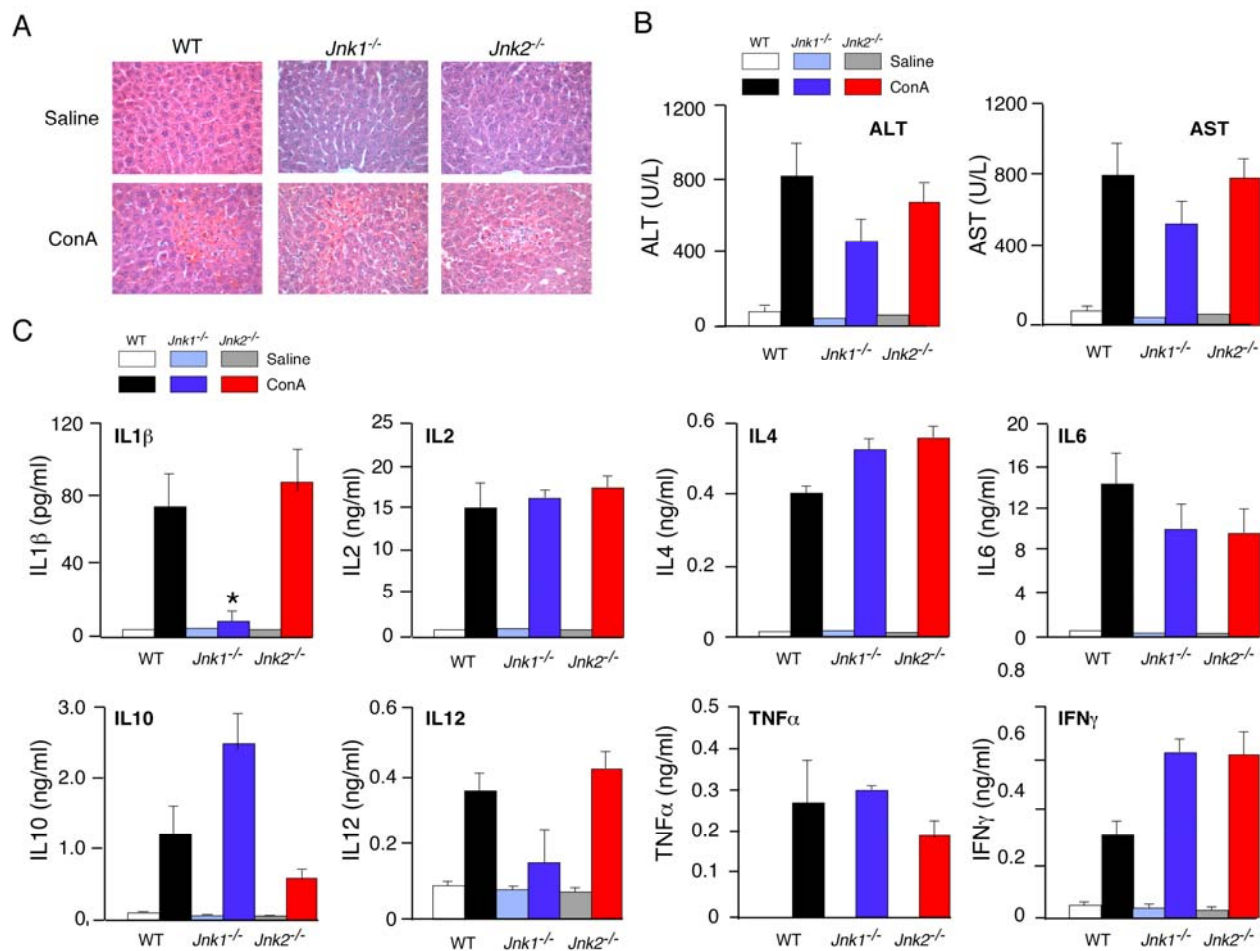 A
WT Jnk1-/- Jnk2-/-
Saline
ConA
B
WT Jnk1-/- Jnk2-/-
Saline
ConA
ALT
ALT (U/L)
1200
800
400
0
WT Jnk1-/- Jnk2-/-
AST
AST (U/L)
1200
800
400
0
WT Jnk1-/- Jnk2-/-
C
WT Jnk1-/- Jnk2-/-
Saline
ConA
IL1β
IL1β (pg/ml)
120
80
40
0
WT Jnk1-/- Jnk2-/-
*
IL2
IL2 (ng/ml)
25
20
15
10
5
0
WT Jnk1-/- Jnk2-/-
IL4
IL4 (ng/ml)
0.6
0.4
0.2
0
WT Jnk1-/- Jnk2-/-
IL6
IL6 (ng/ml)
20
16
12
8
4
0
WT Jnk1-/- Jnk2-/-
IL10
IL10 (ng/ml)
3.0
2.0
1.0
0,
WT Jnk1-/- Jnk2-/-
IL12
IL12 (ng/ml)
0.6
0.4
0.2
0
WT Jnk1-/- Jnk2-/-
TNFα
TNFα (ng/ml)
0.5
0.4
0.3
0.2
0.1
0
WT Jnk1-/- Jnk2-/-
IFNγ
IFNγ (ng/ml)
0.8
0.6
0.4
0.2
0
WT Jnk1-/- Jnk2-/-